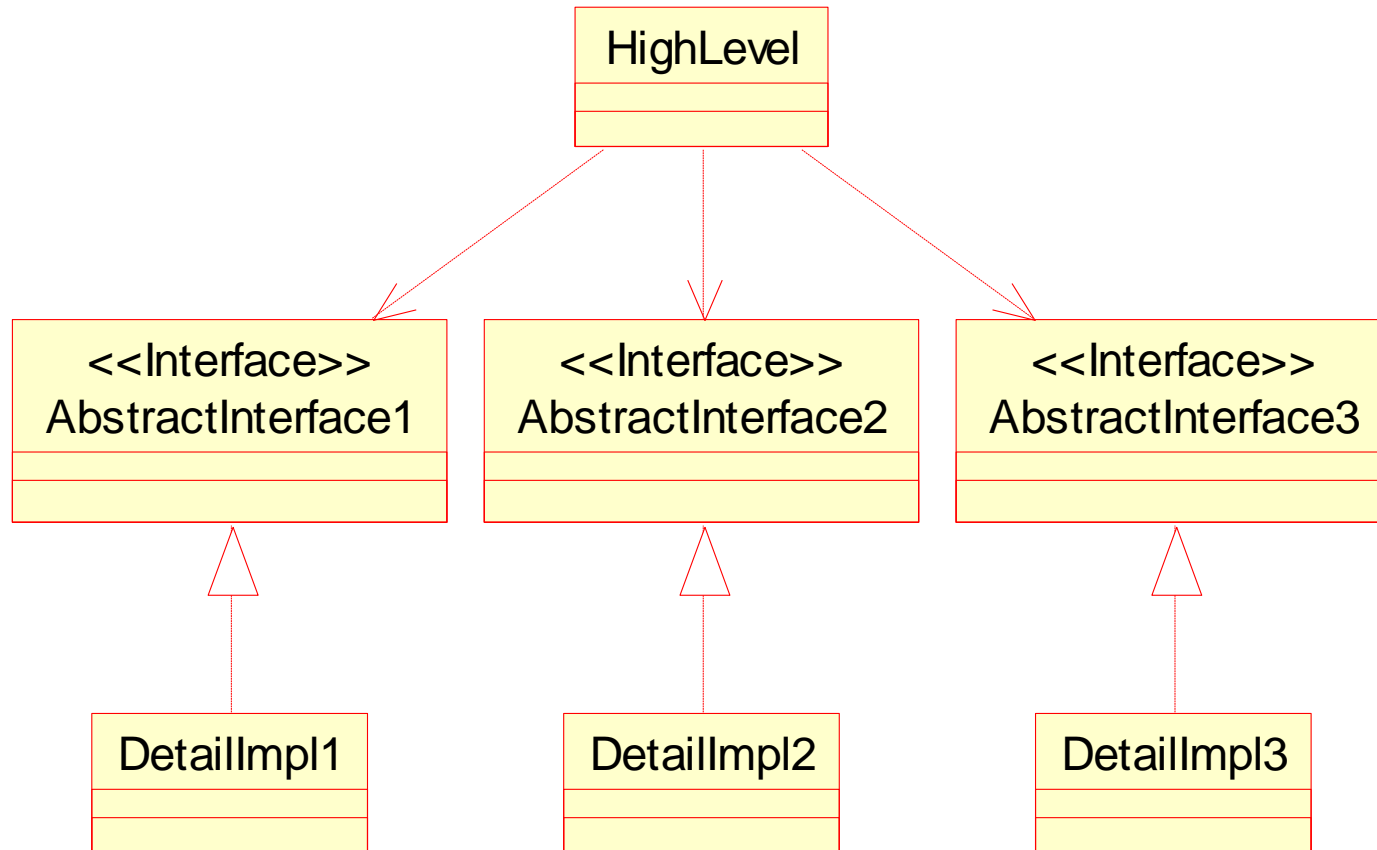 HighLevel
<<Interface>>
AbstractInterface1
<<Interface>>
AbstractInterface2
<<Interface>>
AbstractInterface3
DetailImpl1
DetailImpl2
DetailImpl3